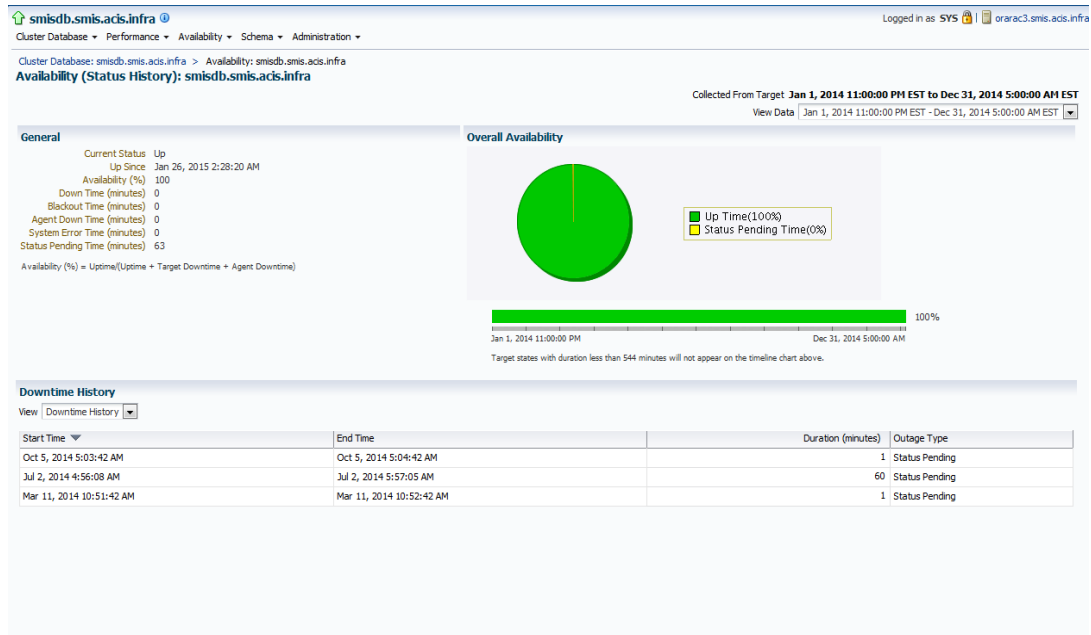 smisdb.smis.acis.infra
Logged in as SYS | orarac3.smis.acis.infra
Cluster Database Performance Availability Schema Administration
Cluster Database: smisdb.smis.acis.infra > Availability: smisdb.smis.acis.infra
Availability (Status History): smisdb.smis.acis.infra
Collected From Target Jan 1, 2014 11:00:00 PM EST to Dec 31, 2014 5:00:00 AM EST
View Data Jan 1, 2014 11:00:00 PM EST - Dec 31, 2014 5:00:00 AM EST
General
Current Status Up
Up Since Jan 26, 2015 2:28:20 AM
Availability (%) 100
Down Time (minutes) 0
Blackout Time (minutes) 0
Agent Down Time (minutes) 0
System Error Time (minutes) 0
Status Pending Time (minutes) 63
Availability (%) = Uptime/(Uptime + Target Downtime + Agent Downtime)
Overall Availability
Up Time(100%)
Status Pending Time(0%)
100%
Jan 1, 2014 11:00:00 PM Dec 31, 2014 5:00:00 AM
Target states with duration less than 544 minutes will not appear on the timeline chart above.
Downtime History
View Downtime History
Start Time End Time Duration (minutes) Outage Type
Oct 5, 2014 5:03:42 AM Oct 5, 2014 5:04:42 AM 1 Status Pending
Jul 2, 2014 4:56:08 AM Jul 2, 2014 5:57:05 AM 60 Status Pending
Mar 11, 2014 10:51:42 AM Mar 11, 2014 10:52:42 AM 1 Status Pending